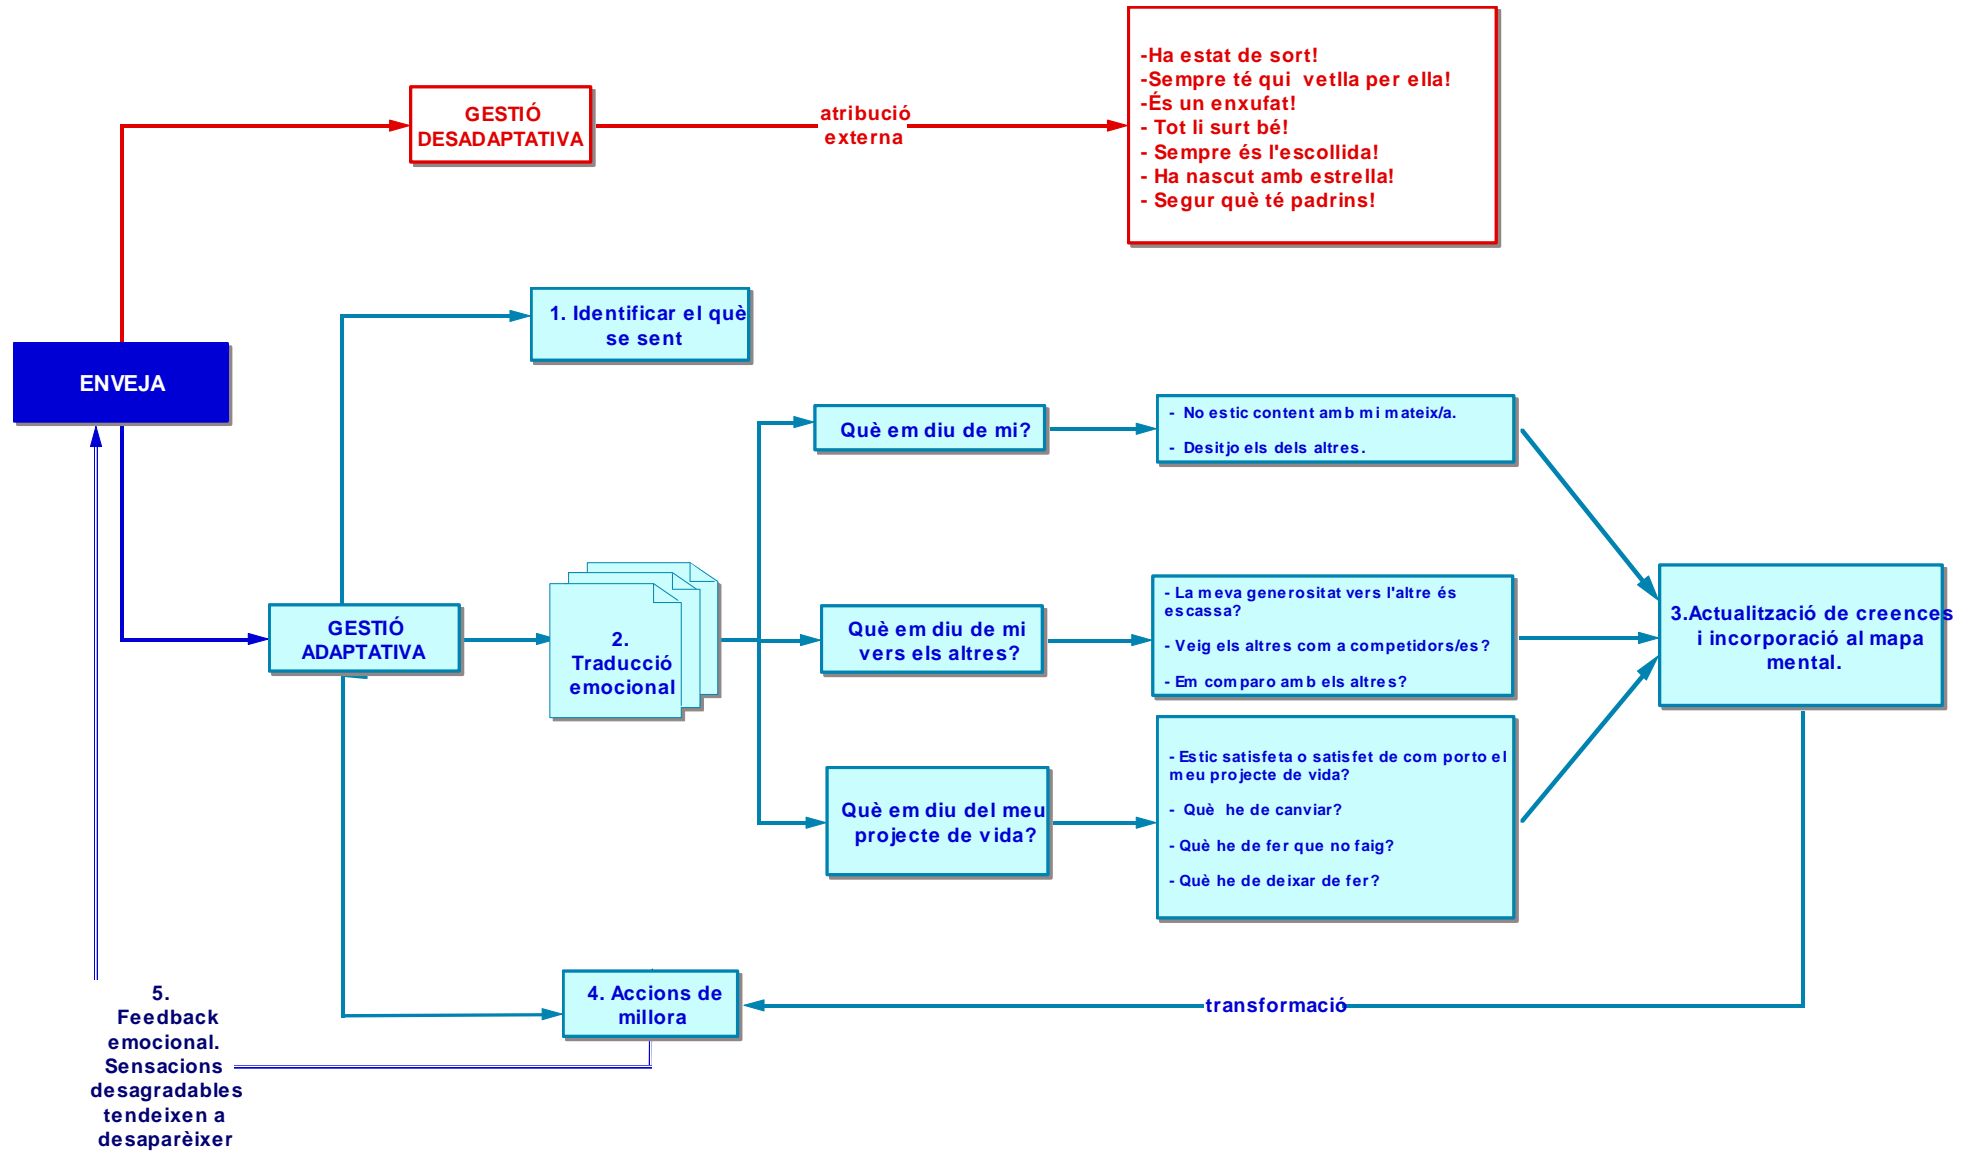 -Ha estat de sort!
-Sempre té qui vetlla per ella!
-És un enxufat!
- Tot li surt bé!
- Sempre és l'escollida!
- Ha nascut amb estrella!
- Segur què té padrins!
GESTIÓ
DESADAPTATIVA
atribució
externa
1. Identificar el què
se sent
ENVEJA
Què em diu de mi?
- No estic content amb mi mateix/a.
- Desitjo els dels altres.
GESTIÓ
ADAPTATIVA
2.
Traducció
emocional
Què em diu de mi
vers els altres?
- La meva generositat vers l'altre és
escassa?
- Veig els altres com a competidors/es?
- Em comparo amb els altres?
3.Actualització de creences
i incorporació al mapa
mental.
Què em diu del meu
projecte de vida?
- Estic satisfeta o satisfet de com porto el
meu projecte de vida?
- Què he de canviar?
- Què he de fer que no faig?
- Què he de deixar de fer?
4. Accions de
millora
transformació
5.
Feedback
emocional.
Sensacions
desagradables
tendeixen a
desaparèixer